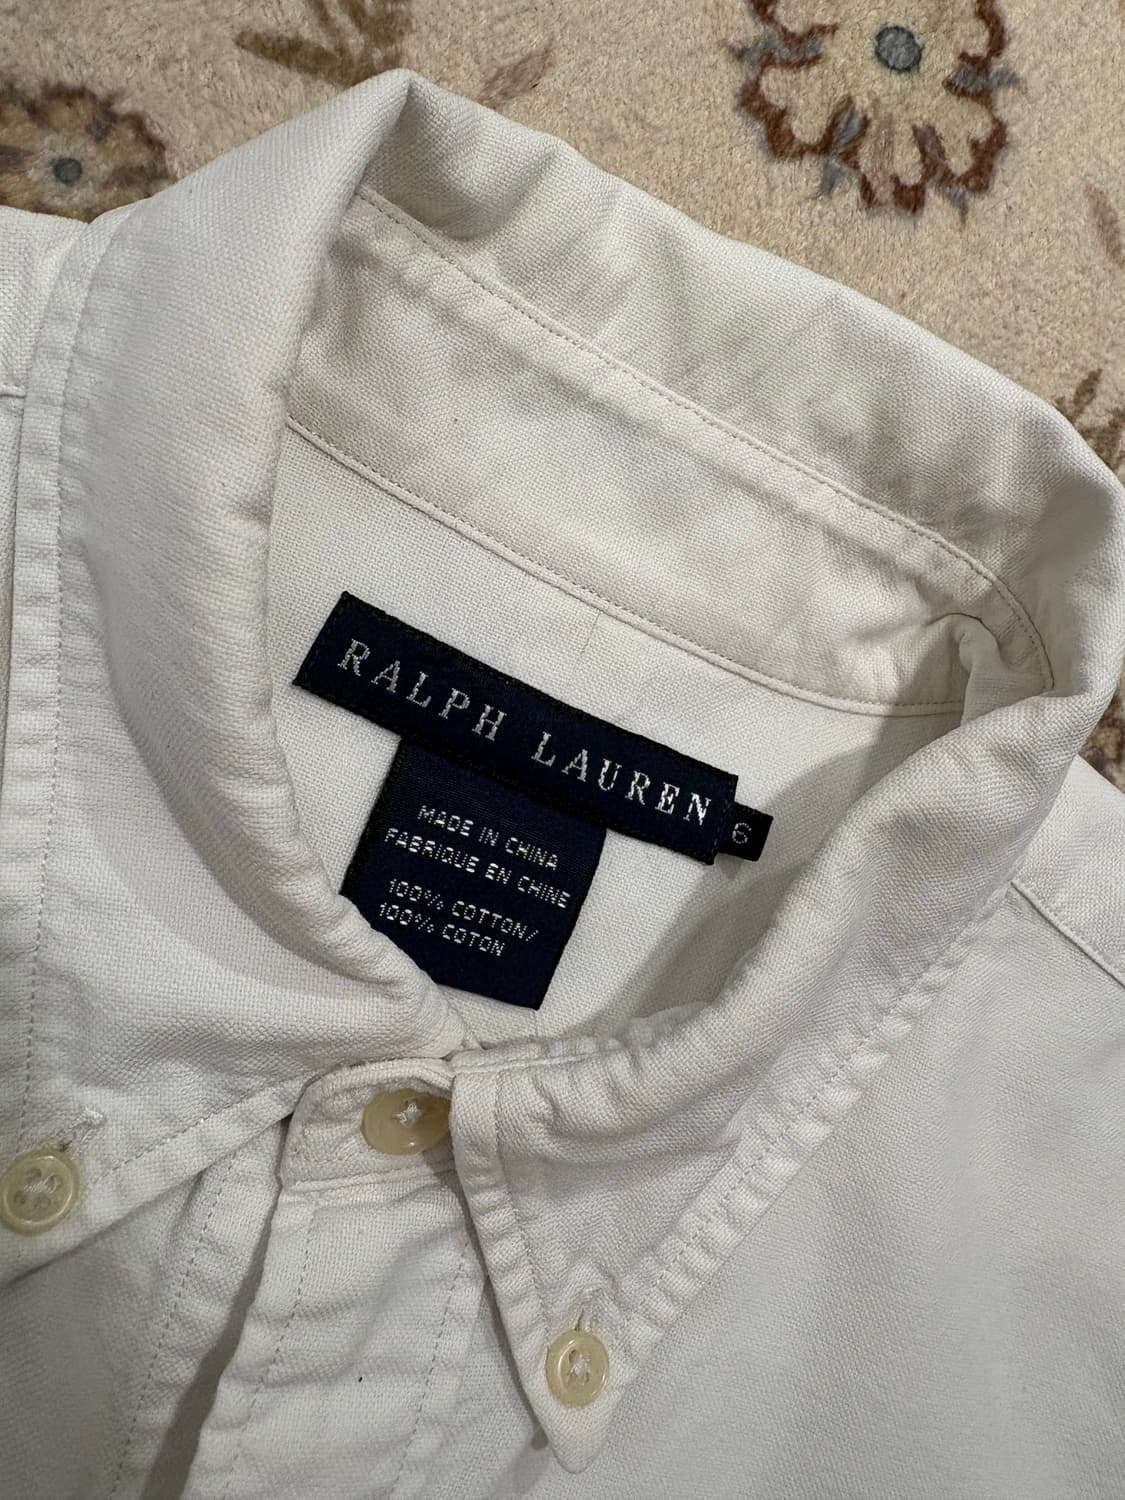 RALPH LAUREN
6
MADE IN CHINA
FABRIQUE EN CHINE
100% COTTON/
100% COTON